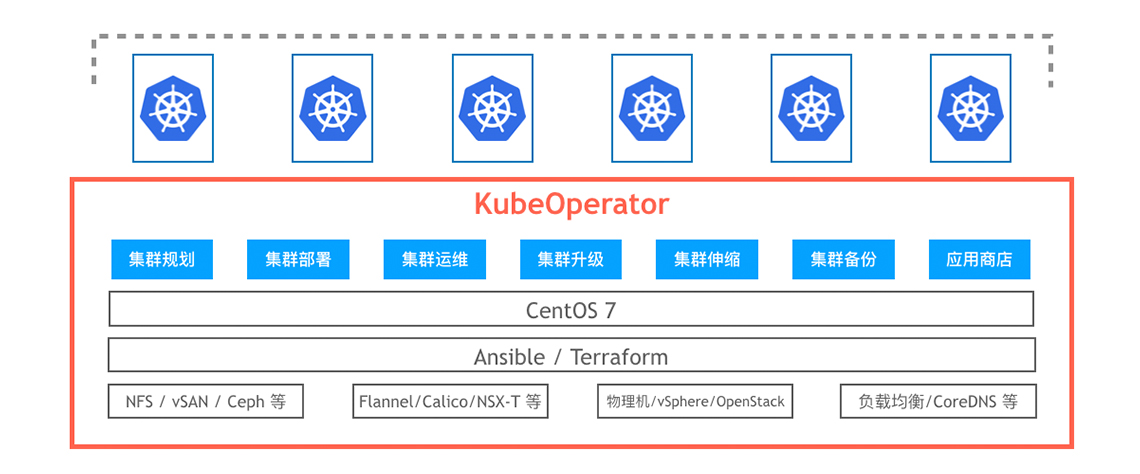 KubeOperator
集群规划 集群部署 集群运维 集群升级 集群伸缩 集群备份 应用商店
CentOS 7
Ansible / Terraform
NFS / vSAN / Ceph 等 Flannel/Calico/NSX-T 等 物理机/vSphere/OpenStack 负载均衡/CoreDNS 等